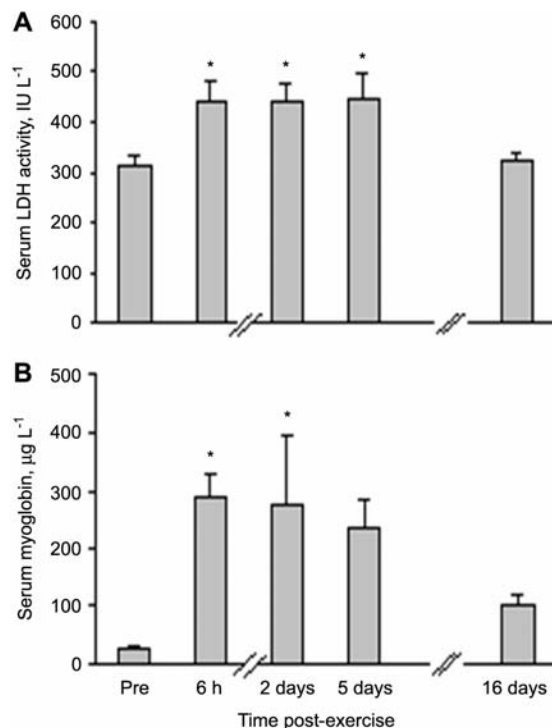 A
Serum LDH activity, IU L⁻¹
600
500
400
300
200
100
0
*
*
*
B
Serum myoglobin, µg L⁻¹
500
400
300
200
100
0
*
*
Pre
6 h
2 days
5 days
16 days
Time post-exercise